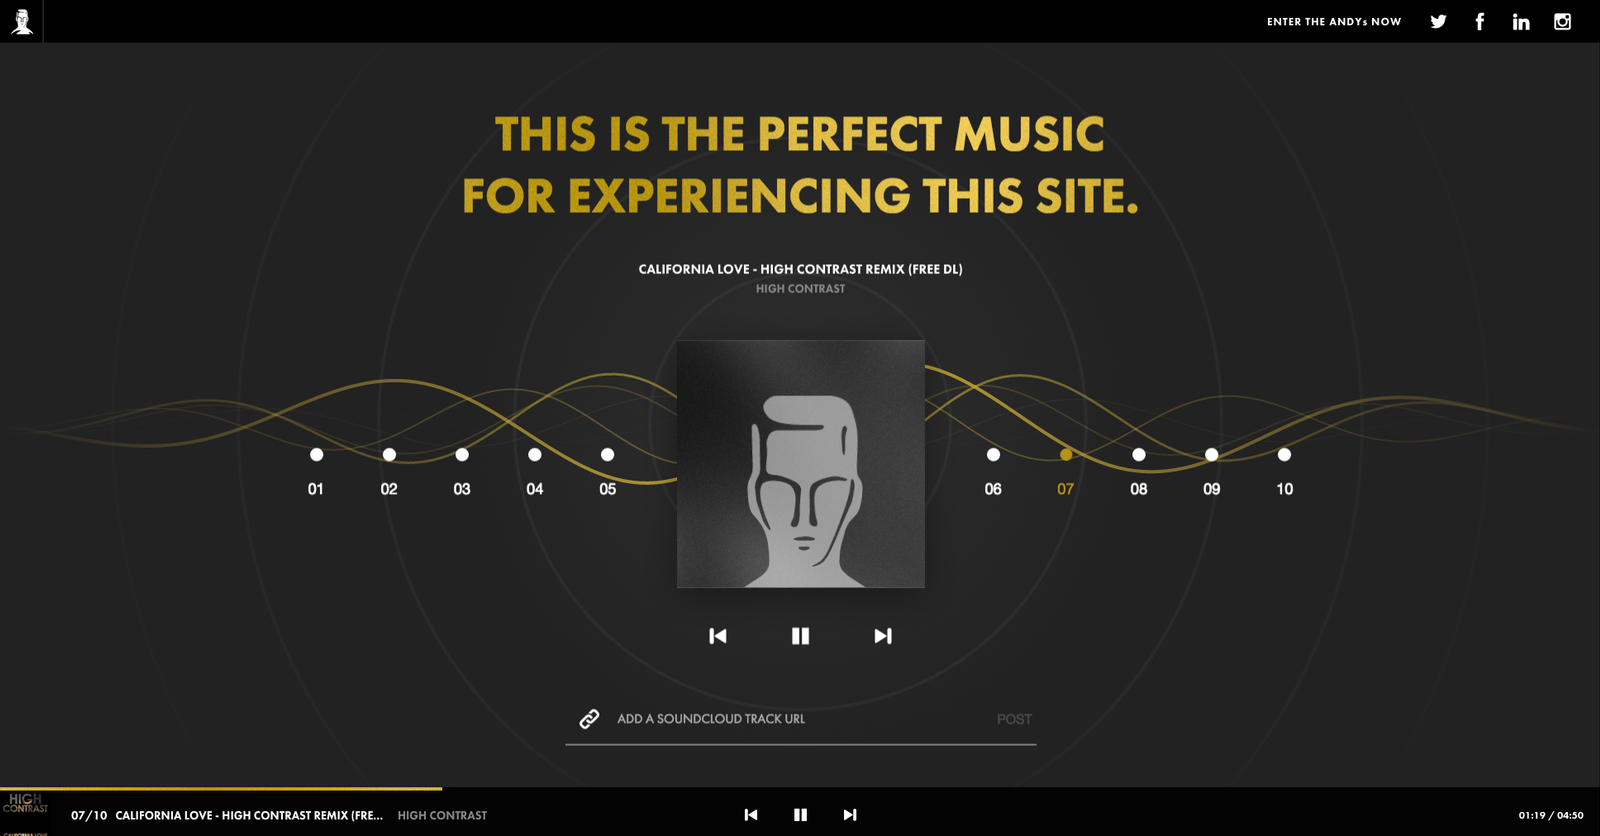 ENTER THE ANDYs NOW
THIS IS THE PERFECT MUSIC
FOR EXPERIENCING THIS SITE.
CALIFORNIA LOVE - HIGH CONTRAST REMIX (FREE DL)
HIGH CONTRAST
01 02 03 04 05 06 07 08 09 10
ADD A SOUNDCLOUD TRACK URL POST
HIGH
CONTRAST
CALIFORNIA LOVE
07/10 CALIFORNIA LOVE - HIGH CONTRAST REMIX (FRE... HIGH CONTRAST
01:19 / 04:50